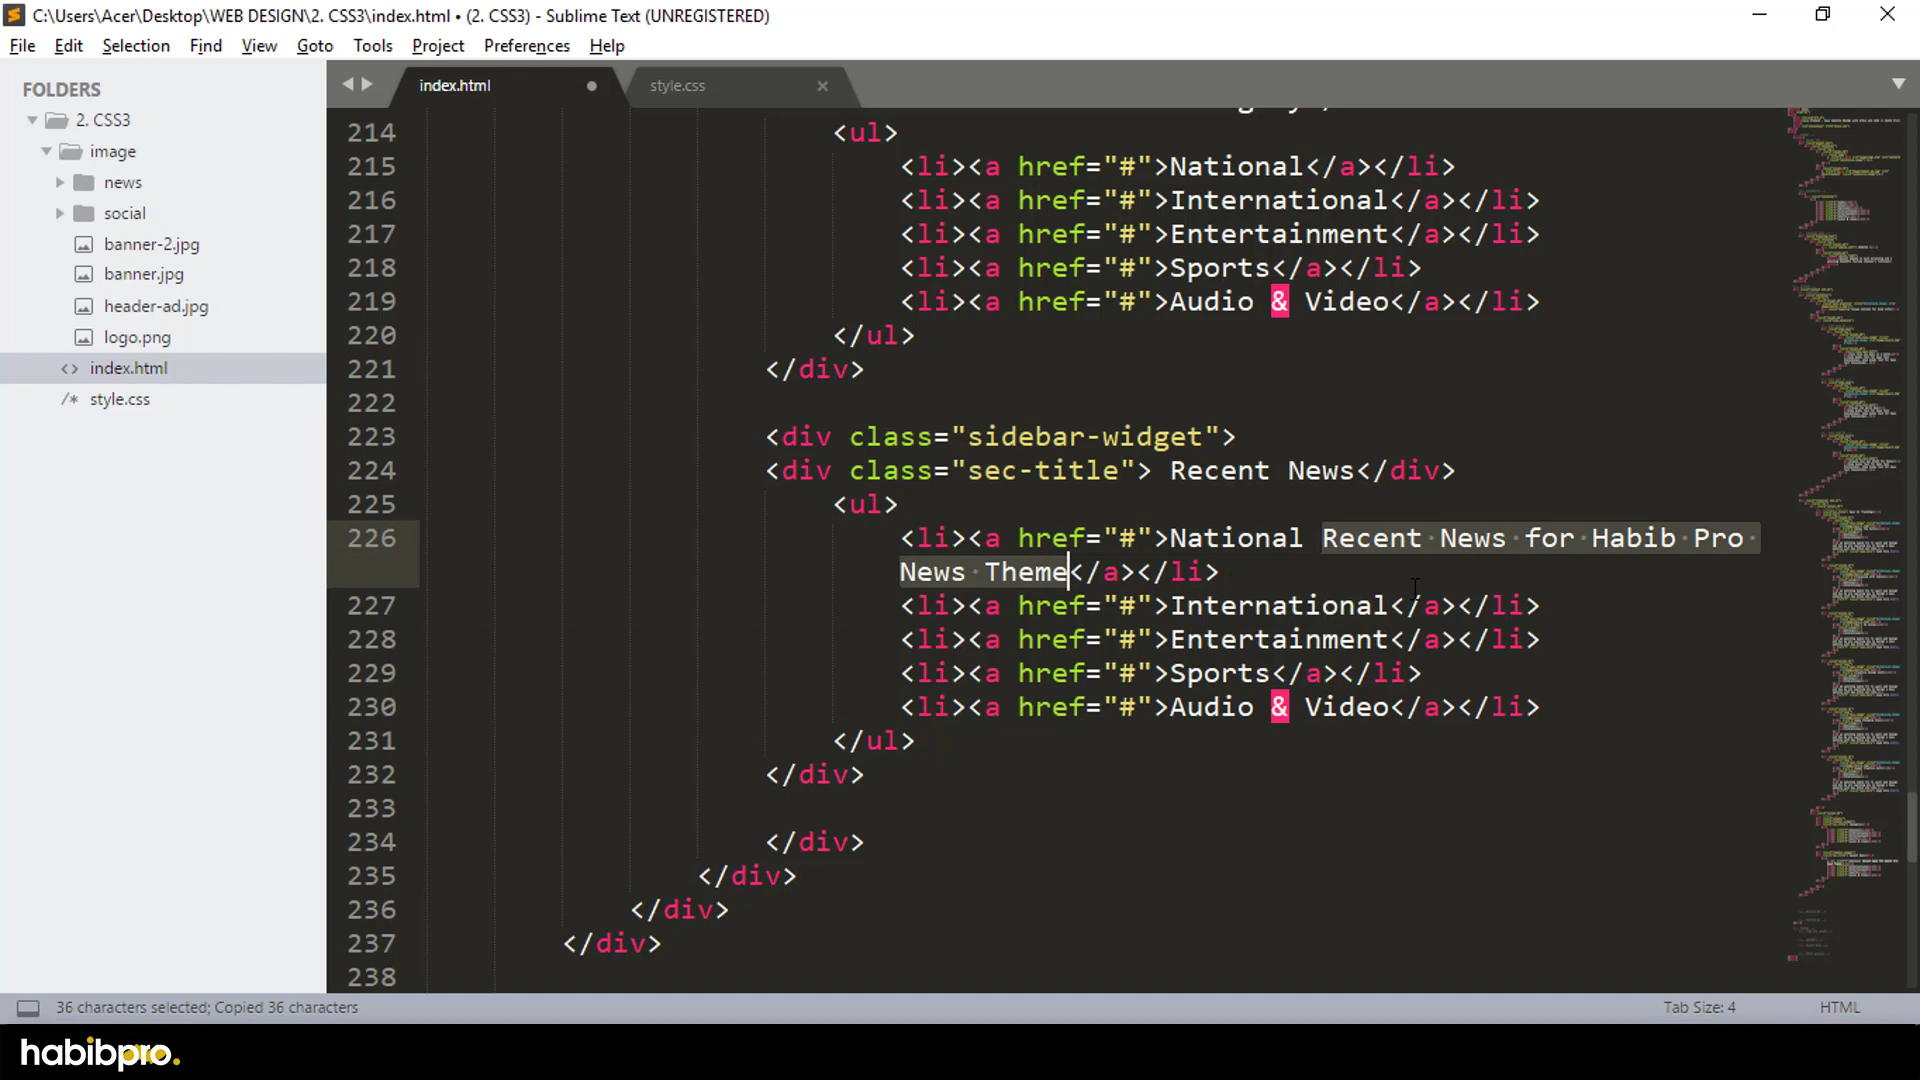 C:\Users\Acer\Desktop\WEB DESIGN\2. CSS3\index.html • (2. CSS3) - Sublime Text (UNREGISTERED)
File Edit Selection Find View Goto Tools Project Preferences Help
FOLDERS
2. CSS3
image
news
social
banner-2.jpg
banner.jpg
header-ad.jpg
logo.png
<> index.html
/* style.css
index.html
style.css ×
214 <ul>
215 <li><a href="#">National</a></li>
216 <li><a href="#">International</a></li>
217 <li><a href="#">Entertainment</a></li>
218 <li><a href="#">Sports</a></li>
219 <li><a href="#">Audio & Video</a></li>
220 </ul>
221 </div>
222
223 <div class="sidebar-widget">
224 <div class="sec-title"> Recent News</div>
225 <ul>
226 <li><a href="#">National Recent News for Habib Pro
News Theme</a></li>
227 <li><a href="#">International</a></li>
228 <li><a href="#">Entertainment</a></li>
229 <li><a href="#">Sports</a></li>
230 <li><a href="#">Audio & Video</a></li>
231 </ul>
232 </div>
233
234 </div>
235 </div>
236 </div>
237 </div>
238
36 characters selected; Copied 36 characters
Tab Size: 4
HTML
habibpro.